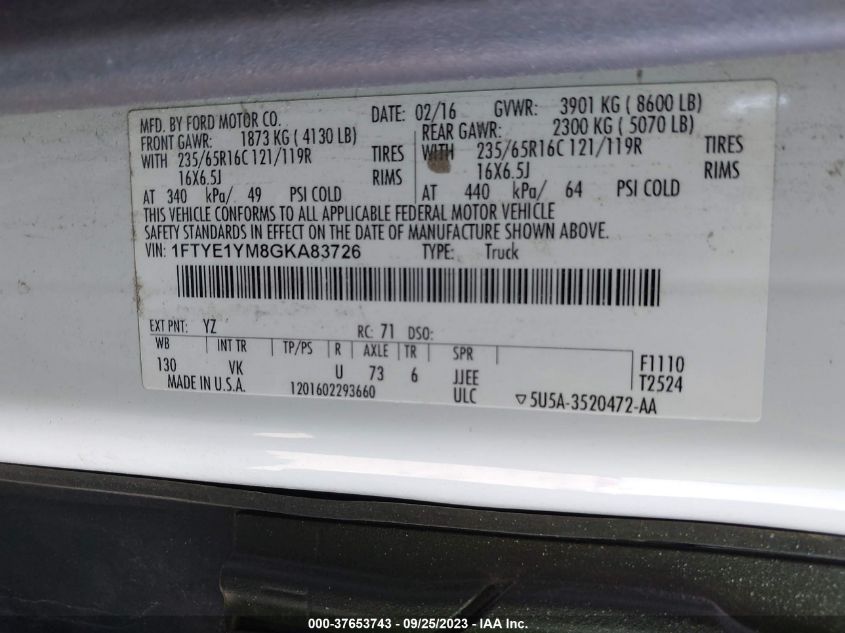 MFD. BY FORD MOTOR CO. DATE: 02/16 GVWR: 3901 KG ( 8600 LB)
FRONT GAWR: 1873 KG ( 4130 LB) REAR GAWR: 2300 KG ( 5070 LB)
WITH 235/65R16C 121/119R TIRES WITH 235/65R16C 121/119R TIRES
16X6.5J RIMS 16X6.5J RIMS
AT 340 kPa/ 49 PSI COLD AT 440 kPa/ 64 PSI COLD
THIS VEHICLE CONFORMS TO ALL APPLICABLE FEDERAL MOTOR VEHICLE
SAFETY STANDARDS IN EFFECT ON THE DATE OF MANUFACTURE SHOWN ABOVE.
VIN: 1FTYE1YM8GKA83726 TYPE: Truck
EXT PNT: YZ RC: 71 DSO:
WB INT TR TP/PS R AXLE TR SPR F1110
130 VK U 73 6 JJEE T2524
MADE IN U.S.A. 1201602293660 ULC ▽5U5A-3520472-AA
000-37653743 - 09/25/2023 - IAA Inc.